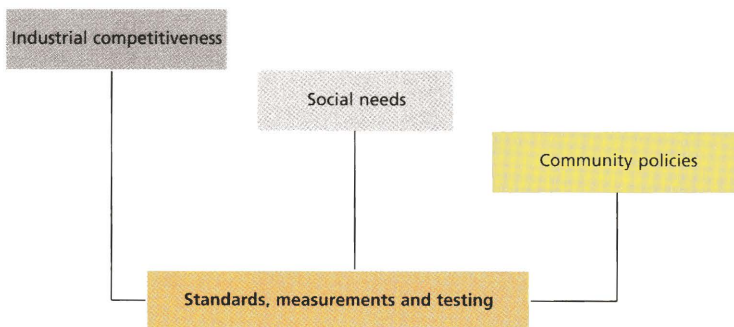 Industrial competitiveness
Social needs
Community policies
Standards, measurements and testing